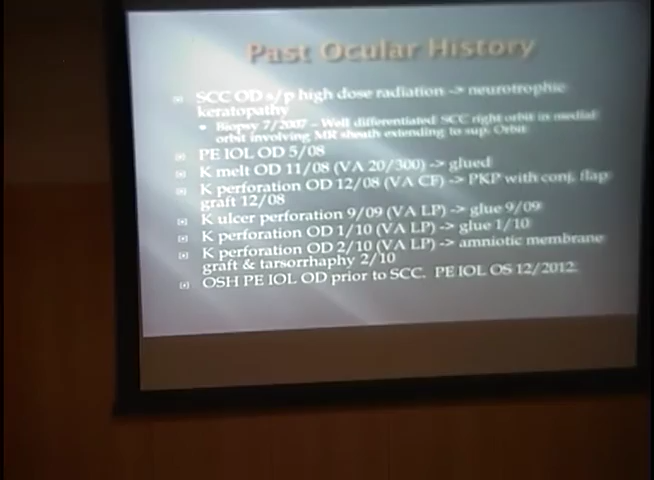 Past Ocular History
SCC OD s/p high dose radiation -> neurotrophic
keratopathy
Biopsy 7/2007 – Well differentiated SCC right orbit in medial
orbit involving MR sheath extending to sup. Orbit
PE IOL OD 5/08
K melt OD 11/08 (VA 20/300) -> glued
K perforation OD 12/08 (VA CF) -> PKP with conj. flap
graft 12/08
K ulcer perforation 9/09 (VA LP) -> glue 9/09
K perforation OD 1/10 (VA LP) -> glue 1/10
K perforation OD 2/10 (VA LP) -> amniotic membrane
graft & tarsorrhaphy 2/10
OSH PE IOL OD prior to SCC. PE IOL OS 12/2012.